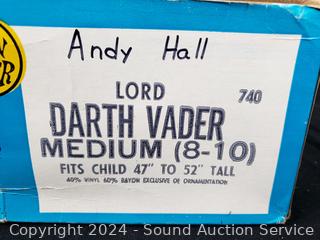 Andy Hall
LORD
740
DARTH VADER
MEDIUM (8-10)
FITS CHILD 47" TO 52" TALL
40% VINYL 60% RAYON EXCLUSIVE OF ORNAMENTATION
Copyright 2024 - Sound Auction Service